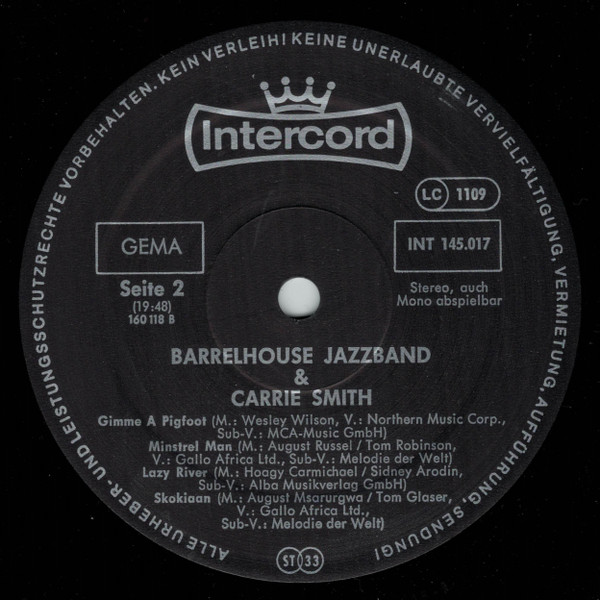 ALLE URHEBER- UND LEISTUNGSSCHUTZRECHTE VORBEHALTEN. KEIN VERLEIH! KEINE UNERLAUBTE VERVIELFÄLTIGUNG, VERMIETUNG, AUFFÜHRUNG, SENDUNG!
Intercord
LC 1109
GEMA
INT 145.017
Seite 2
(19:48)
160118 B
Stereo, auch
Mono abspielbar
BARRELHOUSE JAZZBAND
&
CARRIE SMITH
Gimme A Pigfoot (M.: Wesley Wilson, V.: Northern Music Corp.,
Sub-V.: MCA-Music GmbH)
Minstrel Man (M.: August Russel / Tom Robinson,
V.: Gallo Africa Ltd., Sub-V.: Melodie der Welt)
Lazy River (M.: Hoagy Carmichael / Sidney Arodin,
Sub-V.: Alba Musikverlag GmbH)
Skokiaan (M.: August Msarurgwa / Tom Glaser,
V.: Gallo Africa Ltd.,
Sub-V.: Melodie der Welt)
ST 33